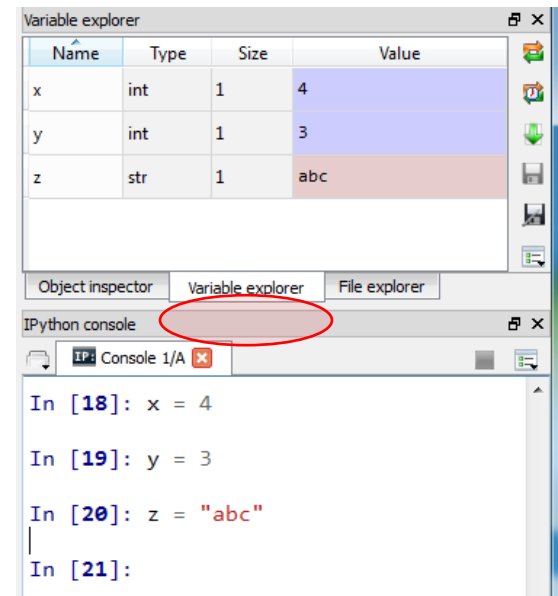 Variable explorer
Name Type Size Value
x int 1 4
y int 1 3
z str 1 abc
Object inspector Variable explorer File explorer
IPython console
IP: Console 1/A
In [18]: x = 4
In [19]: y = 3
In [20]: z = "abc"
In [21]: